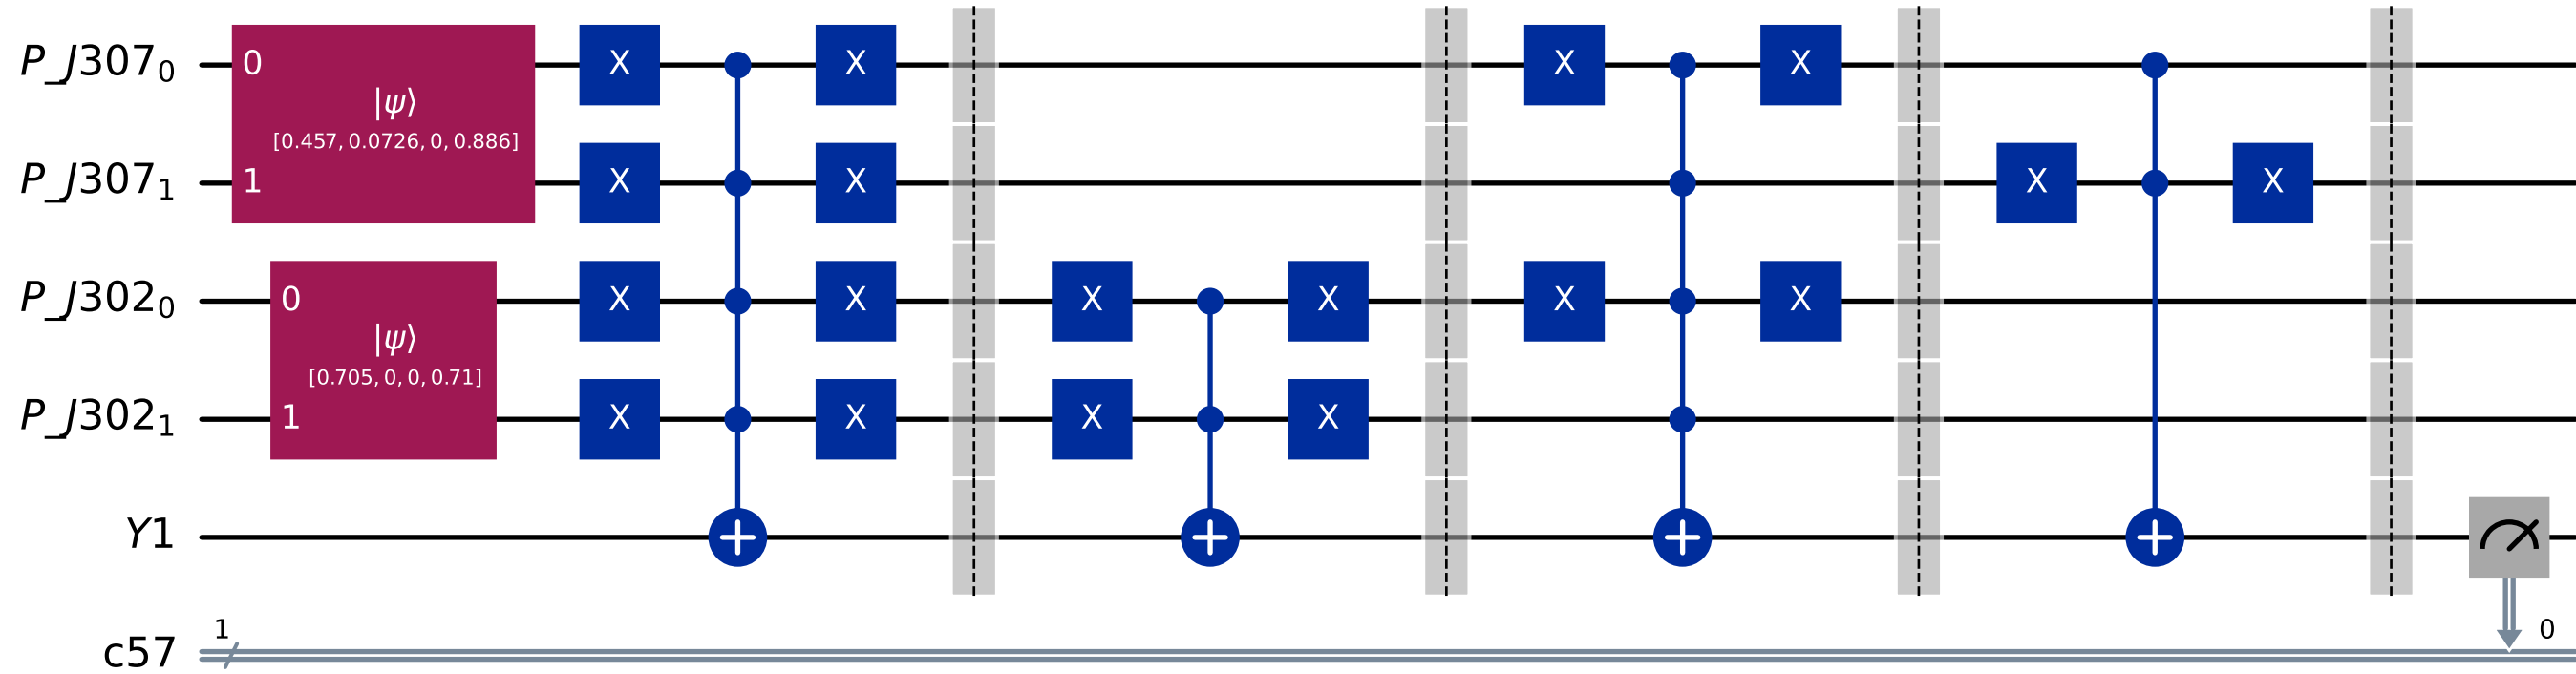 P_J307₀ 0 X X X X
|ψ⟩
[0.457, 0.0726, 0, 0.886]
P_J307₁ 1 X X X X
P_J302₀ 0 X X X X X X
|ψ⟩
[0.705, 0, 0, 0.71]
P_J302₁ 1 X X X X
Y1
c57 1 0